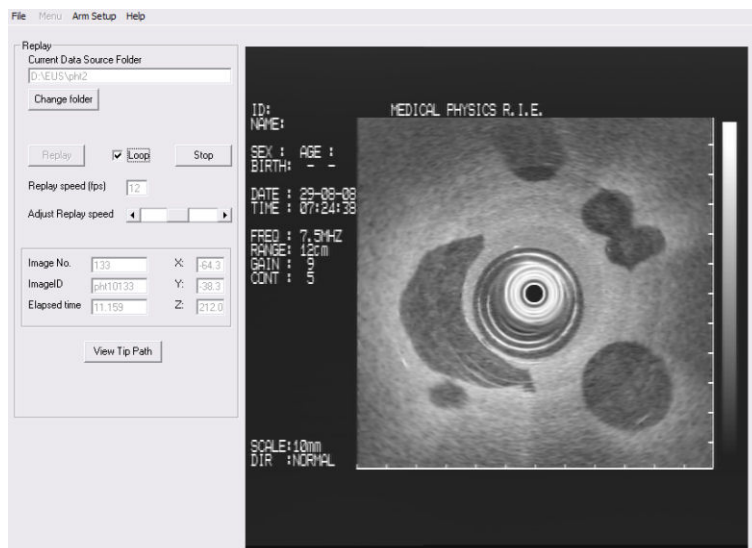 File Menu Arm Setup Help
Replay
Current Data Source Folder
D:\EUS\pht2
Change folder
Replay Loop Stop
Replay speed (fps) 12
Adjust Replay speed
Image No. 133 X: -64.3
ImageID pht10133 Y: -38.3
Elapsed time 11.159 Z: 212.0
View Tip Path
ID: MEDICAL PHYSICS R.I.E.
NAME:
SEX : AGE :
BIRTH: - -
DATE : 29-08-08
TIME : 07:24:38
FREQ : 7.5MHZ
RANGE: 12cm
GAIN : 9
CONT : 5
SCALE:10mm
DIR :NORMAL